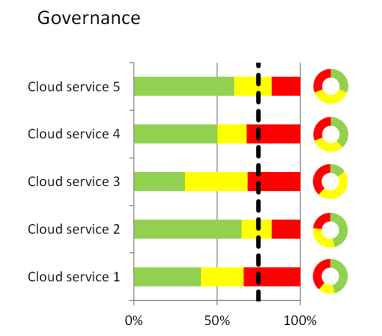 Governance
Cloud service 5
Cloud service 4
Cloud service 3
Cloud service 2
Cloud service 1
0% 50% 100%